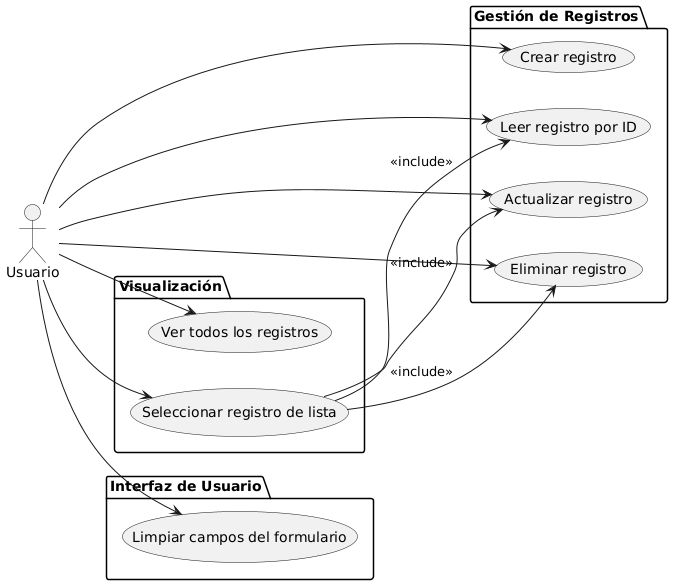 Gestión de Registros
Crear registro
Leer registro por ID
«include»
Actualizar registro
Usuario
«include»
Eliminar registro
Visualización
Ver todos los registros
«include»
Seleccionar registro de lista
Interfaz de Usuario
Limpiar campos del formulario